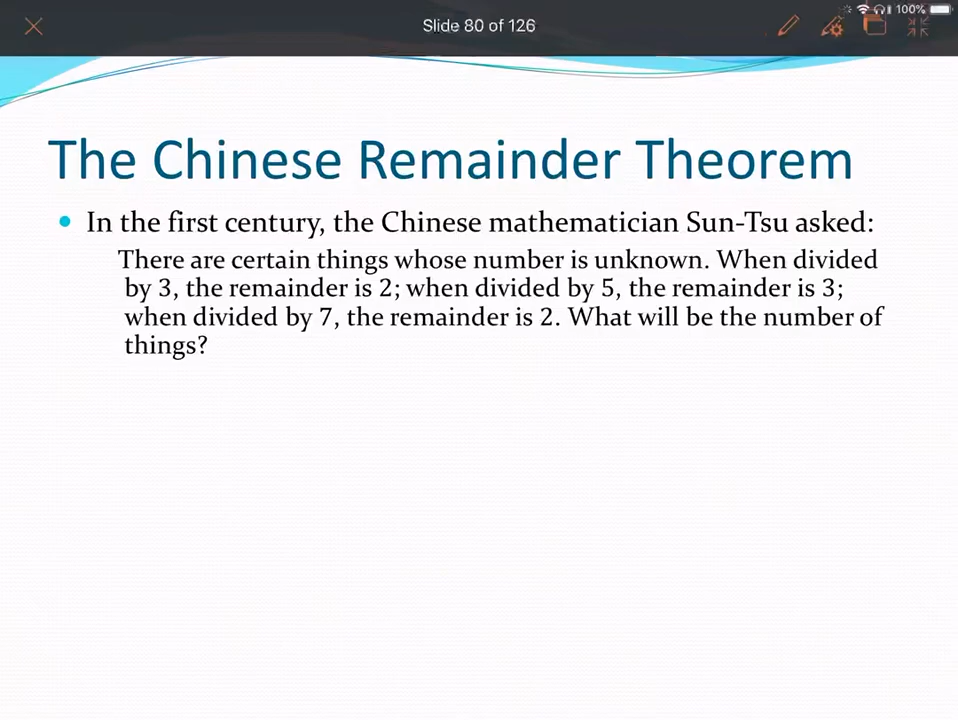 Slide 80 of 126
100%
The Chinese Remainder Theorem
• In the first century, the Chinese mathematician Sun-Tsu asked:
There are certain things whose number is unknown. When divided
by 3, the remainder is 2; when divided by 5, the remainder is 3;
when divided by 7, the remainder is 2. What will be the number of
things?